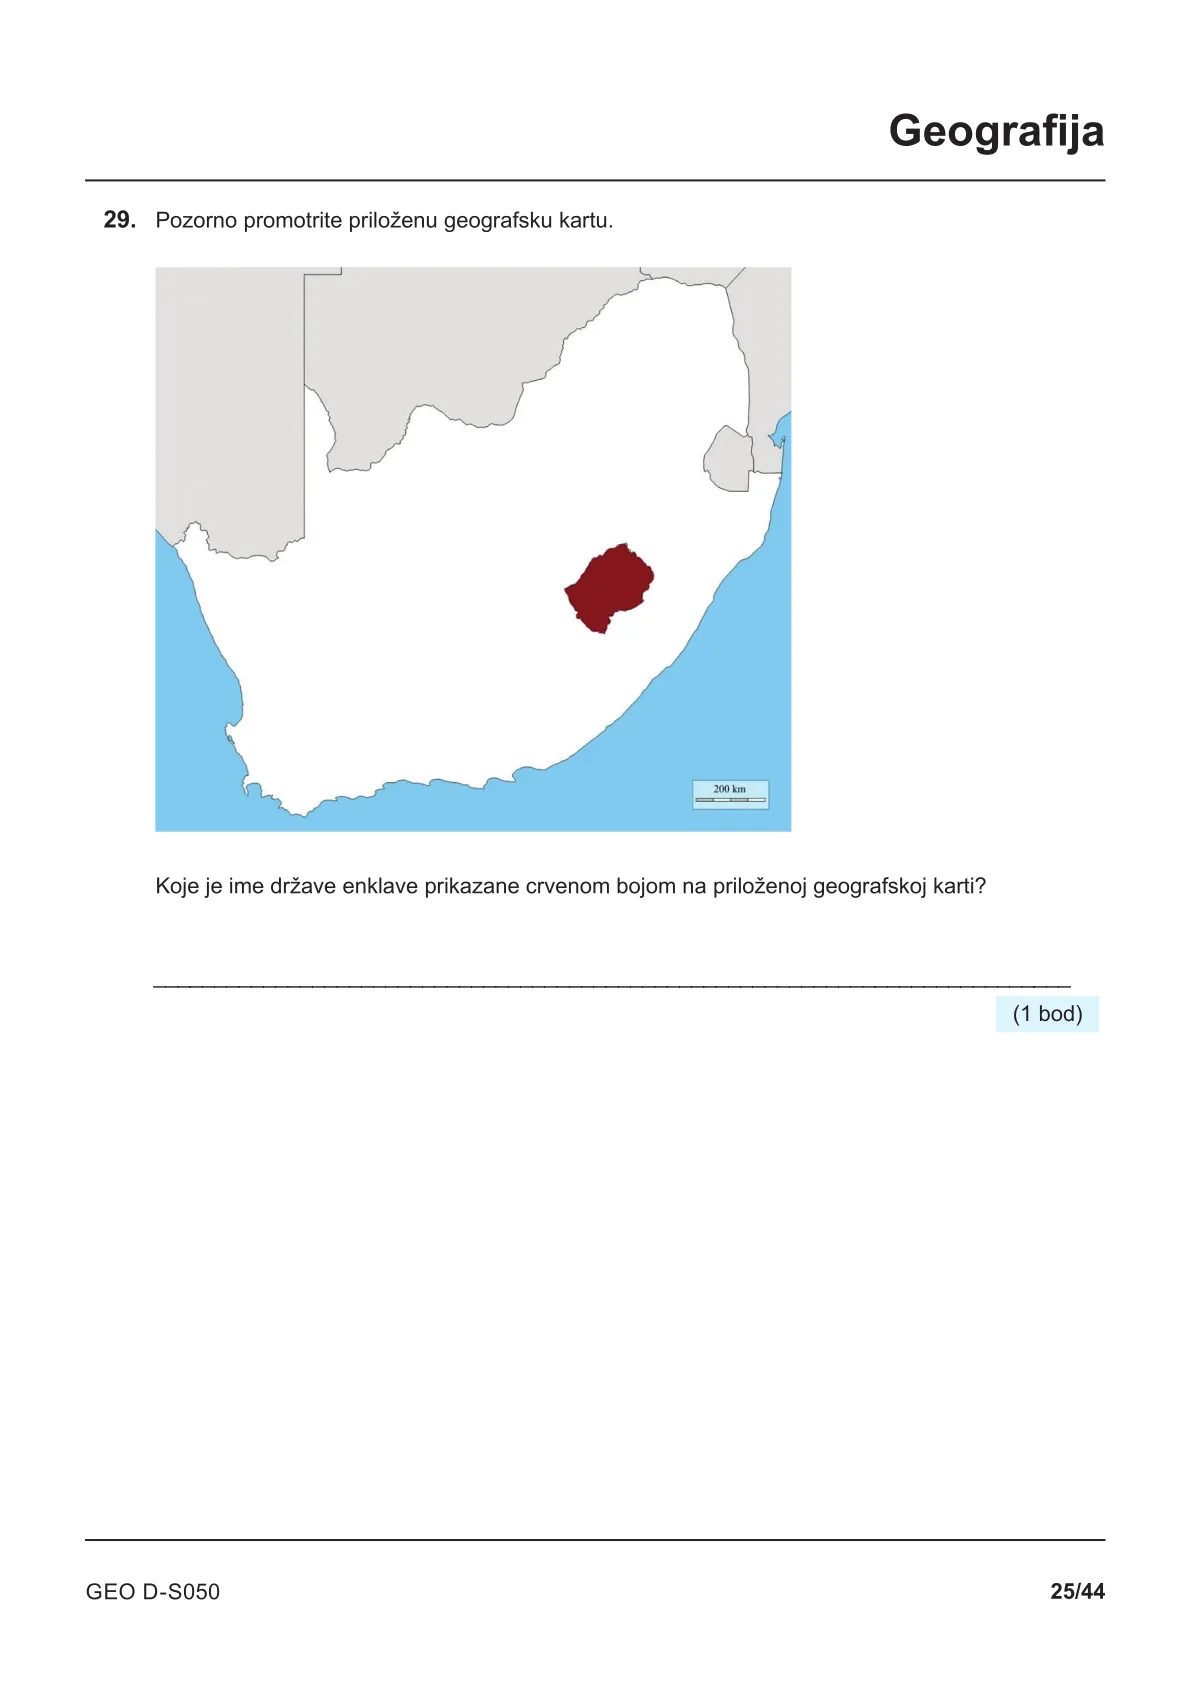 Geografija
29. Pozorno promotrite priloženu geografsku kartu.
200 km
Koje je ime države enklave prikazane crvenom bojom na priloženoj geografskoj karti?
(1 bod)
GEO D-S050
25/44